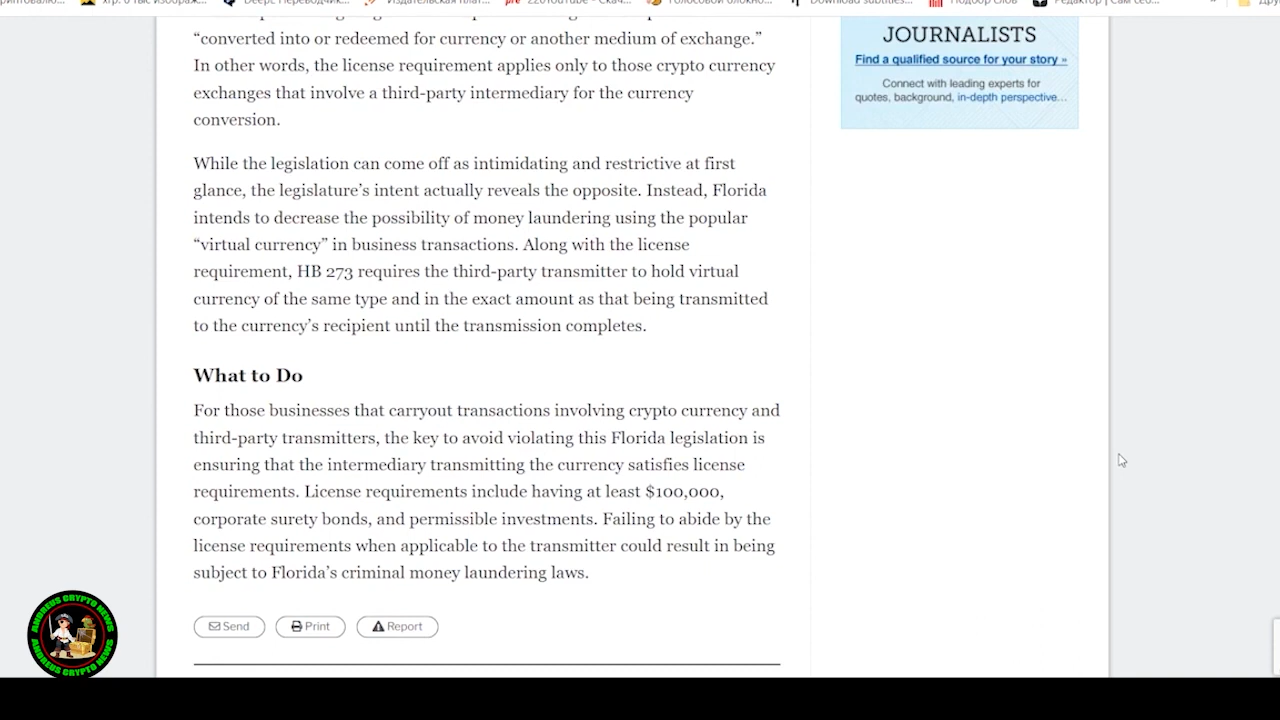 “converted into or redeemed for currency or another medium of exchange.”
In other words, the license requirement applies only to those crypto currency
exchanges that involve a third-party intermediary for the currency
conversion.
While the legislation can come off as intimidating and restrictive at first
glance, the legislature’s intent actually reveals the opposite. Instead, Florida
intends to decrease the possibility of money laundering using the popular
“virtual currency” in business transactions. Along with the license
requirement, HB 273 requires the third-party transmitter to hold virtual
currency of the same type and in the exact amount as that being transmitted
to the currency’s recipient until the transmission completes.
What to Do
For those businesses that carryout transactions involving crypto currency and
third-party transmitters, the key to avoid violating this Florida legislation is
ensuring that the intermediary transmitting the currency satisfies license
requirements. License requirements include having at least $100,000,
corporate surety bonds, and permissible investments. Failing to abide by the
license requirements when applicable to the transmitter could result in being
subject to Florida’s criminal money laundering laws.
Send Print Report
JOURNALISTS
Find a qualified source for your story »
Connect with leading experts for
quotes, background, in-depth perspective…
ANDREUS CRYPTO NEWS
ANDREUS CRYPTO NEWS